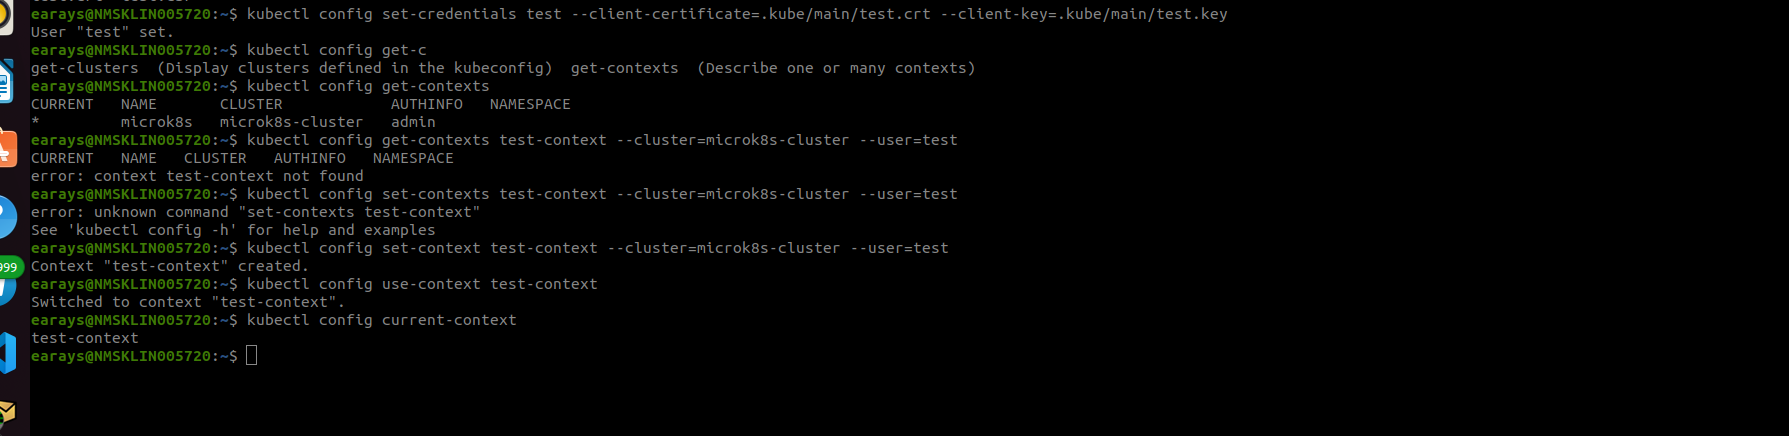 earays@NMSKLIN005720:~$ kubectl config set-credentials test --client-certificate=.kube/main/test.crt --client-key=.kube/main/test.key
User "test" set.
earays@NMSKLIN005720:~$ kubectl config get-c
get-clusters  (Display clusters defined in the kubeconfig)  get-contexts  (Describe one or many contexts)
earays@NMSKLIN005720:~$ kubectl config get-contexts
CURRENT   NAME       CLUSTER            AUTHINFO   NAMESPACE
*         microk8s   microk8s-cluster   admin
earays@NMSKLIN005720:~$ kubectl config get-contexts test-context --cluster=microk8s-cluster --user=test
CURRENT   NAME   CLUSTER   AUTHINFO   NAMESPACE
error: context test-context not found
earays@NMSKLIN005720:~$ kubectl config set-contexts test-context --cluster=microk8s-cluster --user=test
error: unknown command "set-contexts test-context"
See 'kubectl config -h' for help and examples
earays@NMSKLIN005720:~$ kubectl config set-context test-context --cluster=microk8s-cluster --user=test
Context "test-context" created.
999
earays@NMSKLIN005720:~$ kubectl config use-context test-context
Switched to context "test-context".
earays@NMSKLIN005720:~$ kubectl config current-context
test-context
earays@NMSKLIN005720:~$